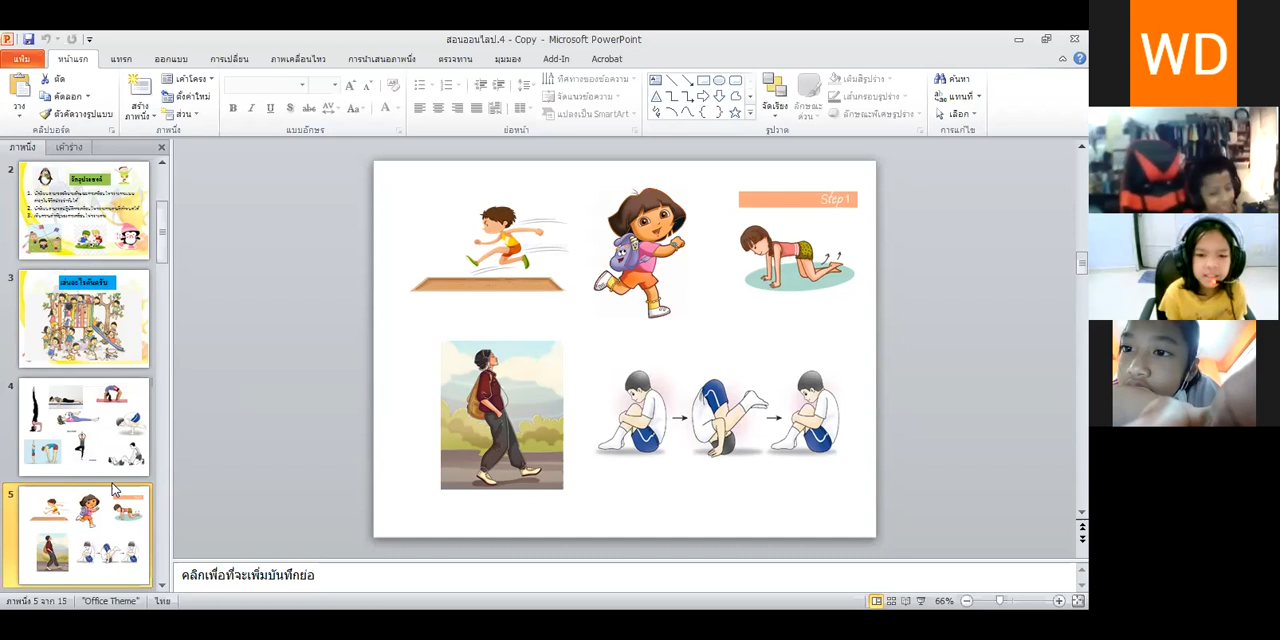 สอนออนไลน์.4 - Copy - Microsoft PowerPoint
WD
แฟ้ม หน้าแรก แทรก ออกแบบ การเปลี่ยน ภาพเคลื่อนไหว การนำเสนอภาพนิ่ง ตรวจทาน มุมมอง Add-In Acrobat
วาง
ตัด
คัดลอก
ตัวคัดวางรูปแบบ
คลิปบอร์ด
สร้าง
ภาพนิ่ง
เค้าโครง
ตั้งค่าใหม่
ส่วน
ภาพนิ่ง
แบบอักษร
ทิศทางของข้อความ
จัดแนวข้อความ
แปลงเป็น SmartArt
ย่อหน้า
จัดเรียง
ลักษณะ
ด่วน
เติมสีรูปร่าง
เส้นกรอบรูปร่าง
ลักษณะพิเศษรูปร่าง
รูปวาด
ค้นหา
แทนที่
เลือก
การแก้ไข
ภาพนิ่ง เค้าร่าง
2
วัตถุประสงค์
3
เล่นอะไรกันครับ
4
5
Step 1
คลิกเพื่อที่จะเพิ่มบันทึกย่อ
ภาพนิ่ง 5 จาก 15 "Office Theme" ไทย 66%